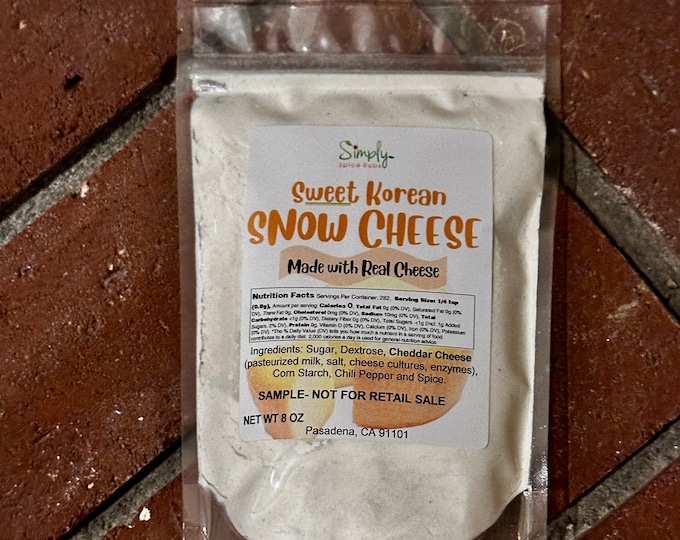 Simply
Spice Rubs
Sweet Korean
SNOW CHEESE
Made with Real Cheese
Nutrition Facts Servings Per Container: 282, Serving Size: 1/4 tsp
(0.8g), Amount per serving: Calories 0, Total Fat 0g (0% DV), Saturated Fat 0g (0%
DV), Trans Fat 0g, Cholesterol 0mg (0% DV), Sodium 10mg (0% DV), Total
Carbohydrate <1g (0% DV), Dietary Fiber 0g (0% DV), Total Sugars <1g (Incl. 1g Added
Sugars, 2% DV), Protein 0g, Vitamin D (0% DV), Calcium (0% DV), Iron (0% DV), Potassium
(0% DV). *The % Daily Value (DV) tells you how much a nutrient in a serving of food
contributes to a diet. 2,000 calories a day is used for general nutrition advice.
Ingredients: Sugar, Dextrose, Cheddar Cheese
(pasteurized milk, salt, cheese cultures, enzymes),
Corn Starch, Chili Pepper and Spice.
SAMPLE- NOT FOR RETAIL SALE
NET WT 8 OZ
Pasadena, CA 91101